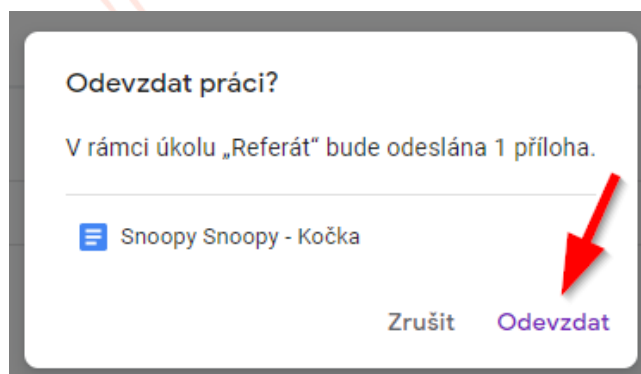 Odevzdat práci?
V rámci úkolu „Referát“ bude odeslána 1 příloha.
Snoopy Snoopy - Kočka
Zrušit Odevzdat